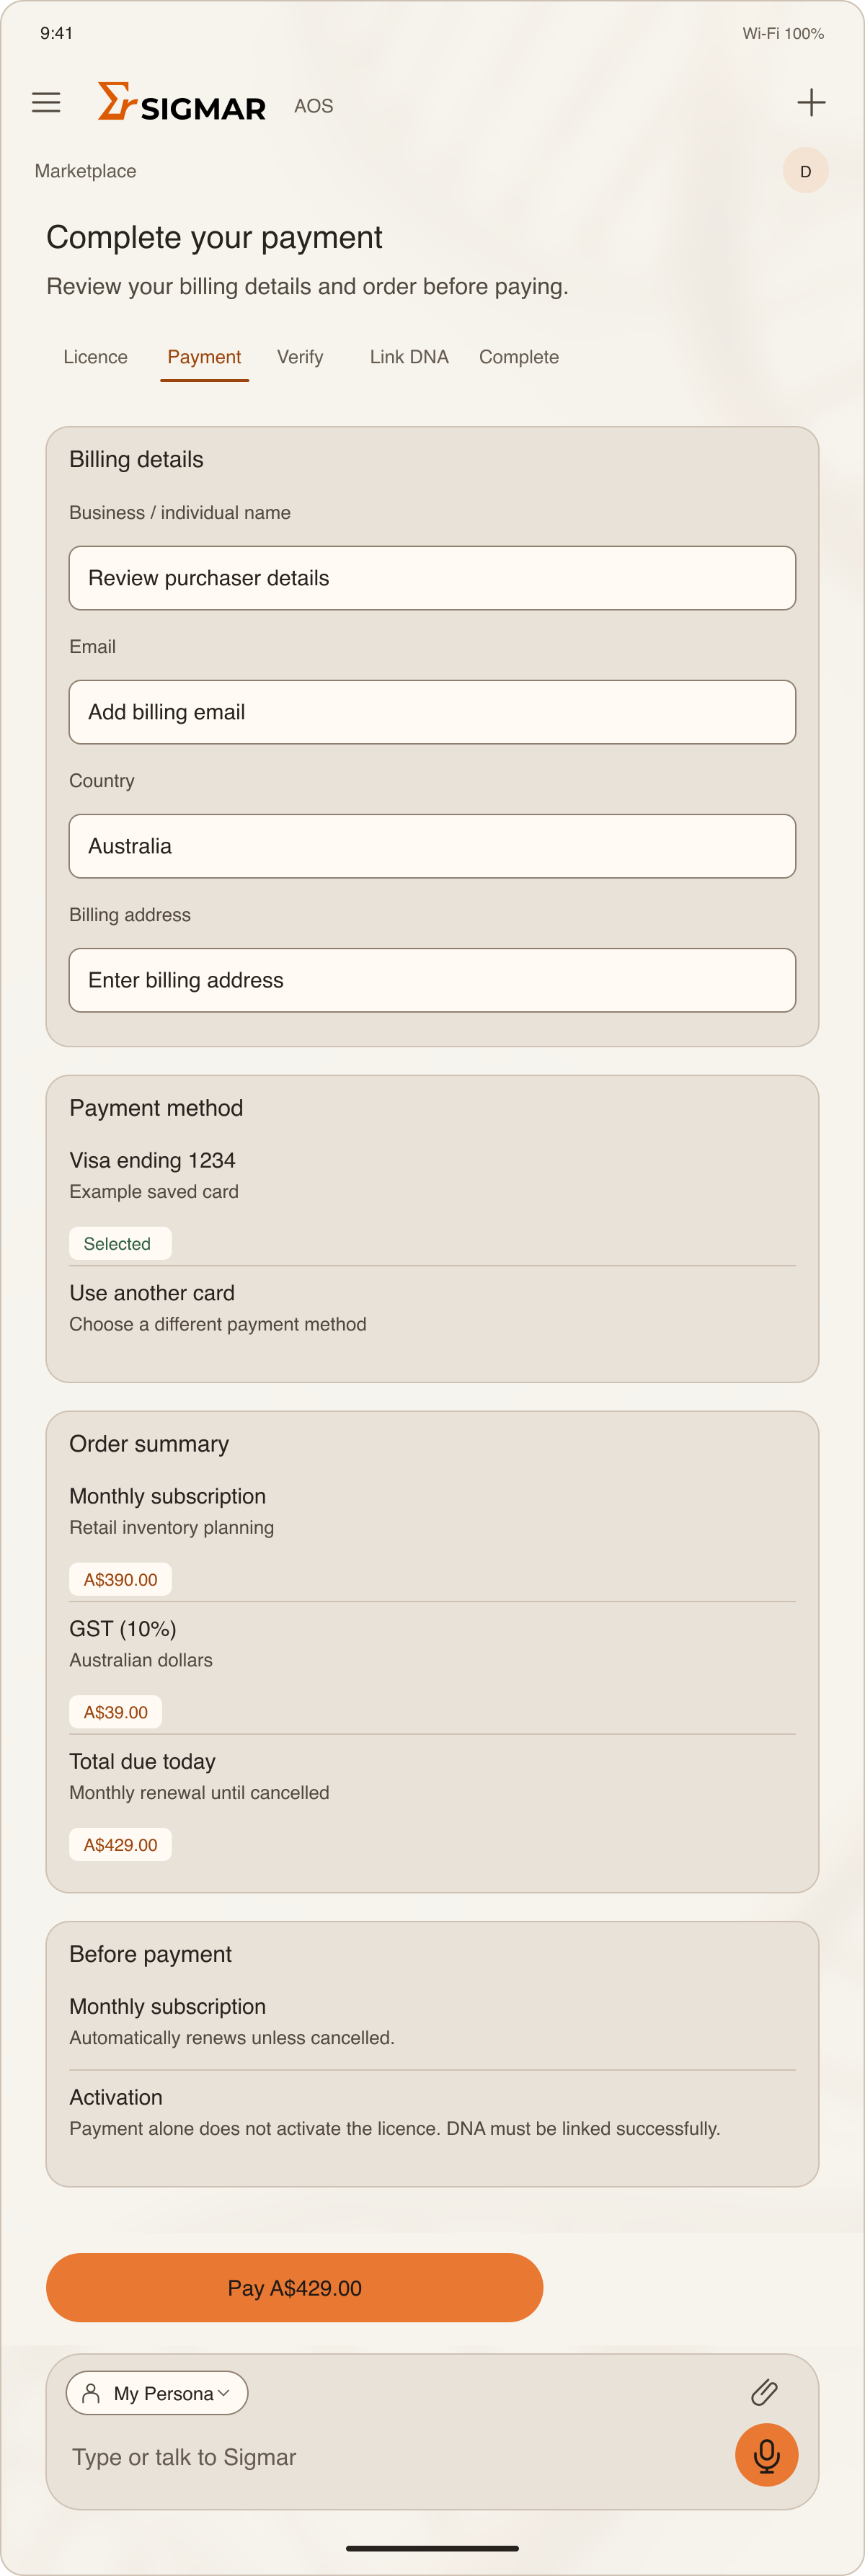 9:41
Wi-Fi 100%
SIGMAR
AOS
Marketplace
D
Complete your payment
Review your billing details and order before paying.
Licence
Payment
Verify
Link DNA
Complete
Billing details
Business / individual name
Review purchaser details
Email
Add billing email
Country
Australia
Billing address
Enter billing address
Payment method
Visa ending 1234
Example saved card
Selected
Use another card
Choose a different payment method
Order summary
Monthly subscription
Retail inventory planning
A$390.00
GST (10%)
Australian dollars
A$39.00
Total due today
Monthly renewal until cancelled
A$429.00
Before payment
Monthly subscription
Automatically renews unless cancelled.
Activation
Payment alone does not activate the licence. DNA must be linked successfully.
Pay A$429.00
My Persona
Type or talk to Sigmar